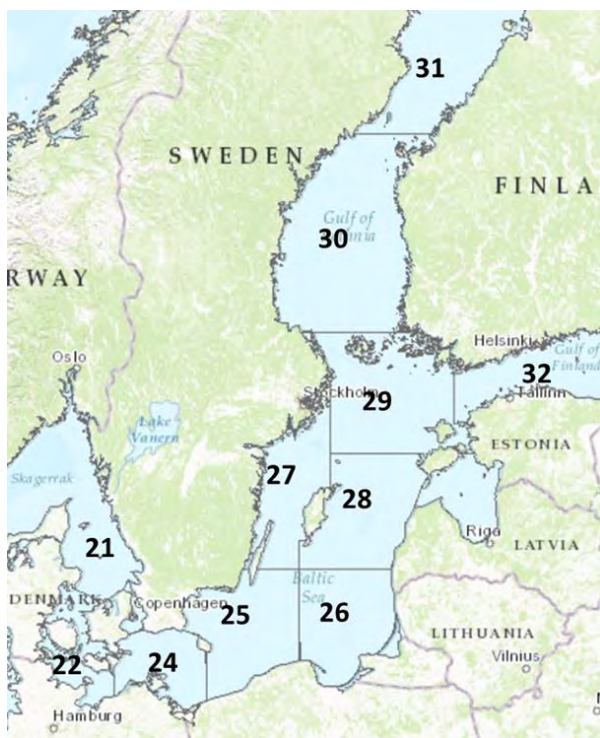 31
SWEDEN
FINLA
Gulf of
30
RWAY
Helsinki
Oslo
Gulf of
Finland
32
Stockholm
29
Tallinn
Lake
Vanern
ESTONIA
27
Skagerrak
28
Riga
21
LATVIA
Baltic
Sea
DENMARK
Copenhagen
25
26
LITHUANIA
22
24
Vilnius
Hamburg